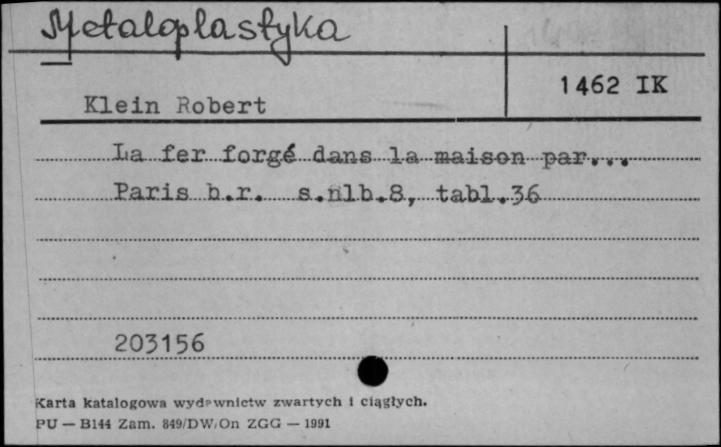 Metaloplastyka
1462 IK
Klein Robert
La fer forgé dans la maison par...
Paris b.r. s.nlb.8, tabl.36
203156
Karta katalogowa wydawnictw zwartych i ciągłych.
PU — B144 Zam. 849/DW/On ZGG — 1991